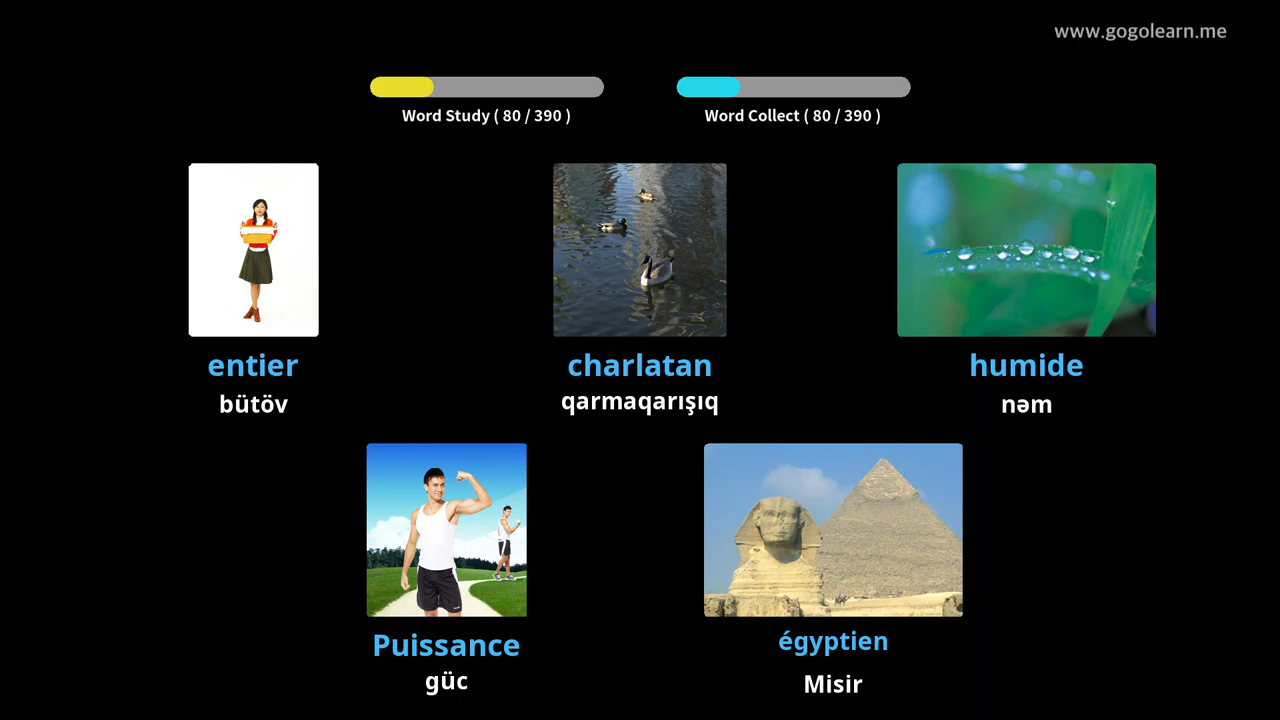 www.gogolearn.me
Word Study ( 80 / 390 )
Word Collect ( 80 / 390 )
entier
bütöv
charlatan
qarmaqarışıq
humide
nəm
Puissance
güc
égyptien
Misir